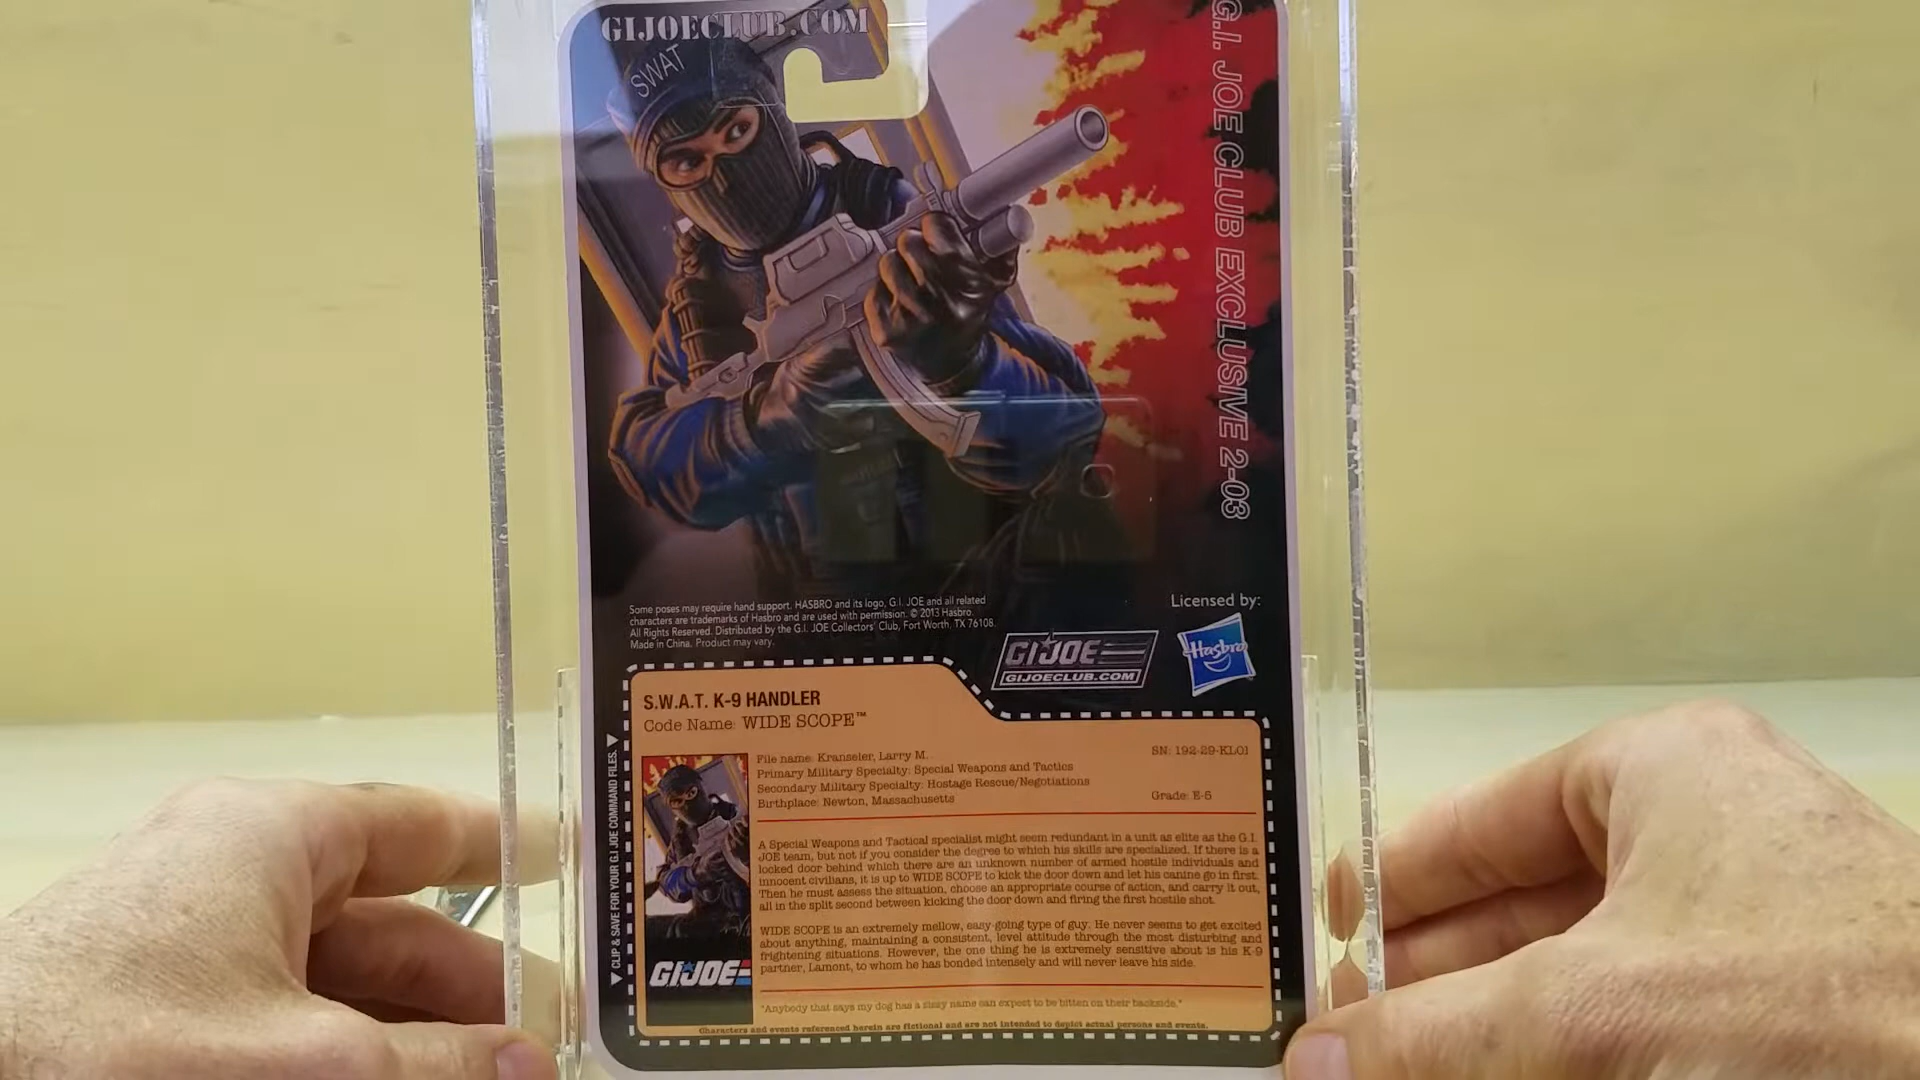 GIJOECLUB.COM
SWAT
G.I. JOE CLUB EXCLUSIVE 2-03
Some poses may require hand support. HASBRO and its logo, G.I. JOE and all related
characters are trademarks of Hasbro and are used with permission. © 2013 Hasbro.
All Rights Reserved. Distributed by the G.I. JOE Collectors' Club, Fort Worth, TX 76108.
Made in China. Product may vary.
Licensed by:
GIJOE
GIJOECLUB.COM
Hasbro
S.W.A.T. K-9 HANDLER
Code Name: WIDE SCOPE™
▼ CLIP & SAVE FOR YOUR G.I JOE COMMAND FILES. ▼
File name: Kranseler, Larry M.
SN: 192-29-KL01
Primary Military Specialty: Special Weapons and Tactics
Secondary Military Specialty: Hostage Rescue/Negotiations
Birthplace: Newton, Massachusetts
Grade: E-5
A Special Weapons and Tactical specialist might seem redundant in a unit as elite as the G.I.
JOE team, but not if you consider the degree to which his skills are specialized. If there is a
locked door behind which there are an unknown number of armed hostile individuals and
innocent civilians, it is up to WIDE SCOPE to kick the door down and let his canine go in first.
Then he must assess the situation, choose an appropriate course of action, and carry it out,
all in the split second between kicking the door down and firing the first hostile shot.
WIDE SCOPE is an extremely mellow, easy-going type of guy. He never seems to get excited
about anything, maintaining a consistent, level attitude through the most disturbing and
frightening situations. However, the one thing he is extremely sensitive about is his K-9
partner, Lamont, to whom he has bonded intensely and will never leave his side.
GIJOE
"Anybody that says my dog has a sissy name can expect to be bitten on their backside."
Characters and events referenced herein are fictional and are not intended to depict actual persons and events.